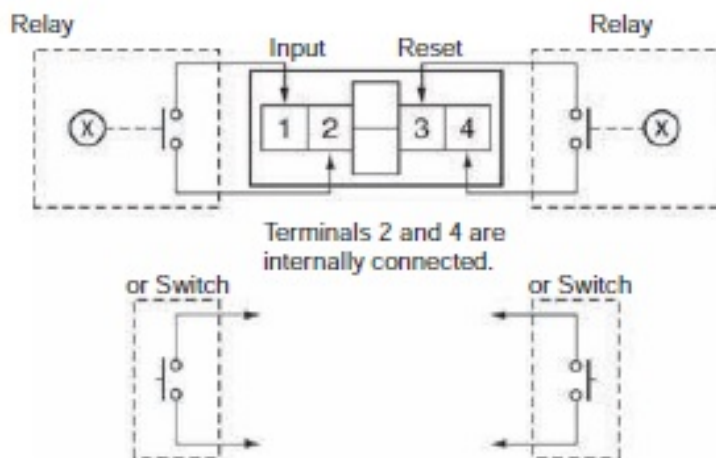 Relay
Relay
Input
Reset
X
1
2
3
4
X
Terminals 2 and 4 are
internally connected.
or Switch
or Switch